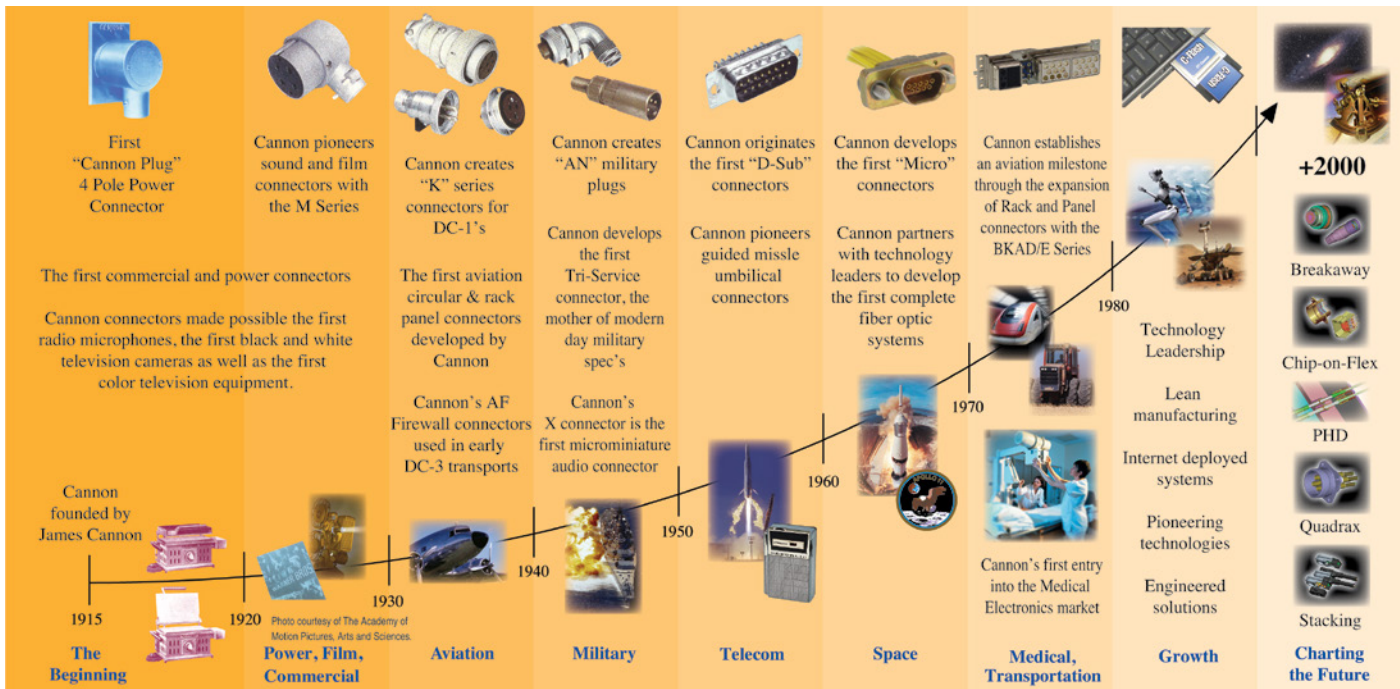 First
“Cannon Plug”
4 Pole Power
Connector
Cannon pioneers
sound and film
connectors with
the M Series
The first commercial and power connectors
Cannon connectors made possible the first
radio microphones, the first black and white
television cameras as well as the first
color television equipment.
Cannon
founded by
James Cannon
Cannon creates
“K” series
connectors for
DC-1’s
The first aviation
circular & rack
panel connectors
developed by
Cannon
Cannon’s AF
Firewall connectors
used in early
DC-3 transports
Cannon creates
“AN” military
plugs
Cannon develops
the first
Tri-Service
connector, the
mother of modern
day military
spec’s
Cannon’s
X connector is the
first microminiature
audio connector
Cannon originates
the first “D-Sub”
connectors
Cannon pioneers
guided missle
umbilical
connectors
Cannon develops
the first “Micro”
connectors
Cannon partners
with technology
leaders to develop
the first complete
fiber optic
systems
APOLLO 11
Cannon establishes
an aviation milestone
through the expansion
of Rack and Panel
connectors with the
BKAD/E Series
Cannon’s first entry
into the Medical
Electronics market
C-Flash
C-Flash
Technology
Leadership
Lean
manufacturing
Internet deployed
systems
Pioneering
technologies
Engineered
solutions
+2000
Breakaway
Chip-on-Flex
PHD
Quadrax
Stacking
1915
1920
1930
1940
1950
1960
1970
1980
Photo courtesy of The Academy of
Motion Pictures, Arts and Sciences.
The
Beginning
Power, Film,
Commercial
Aviation
Military
Telecom
Space
Medical,
Transportation
Growth
Charting
the Future